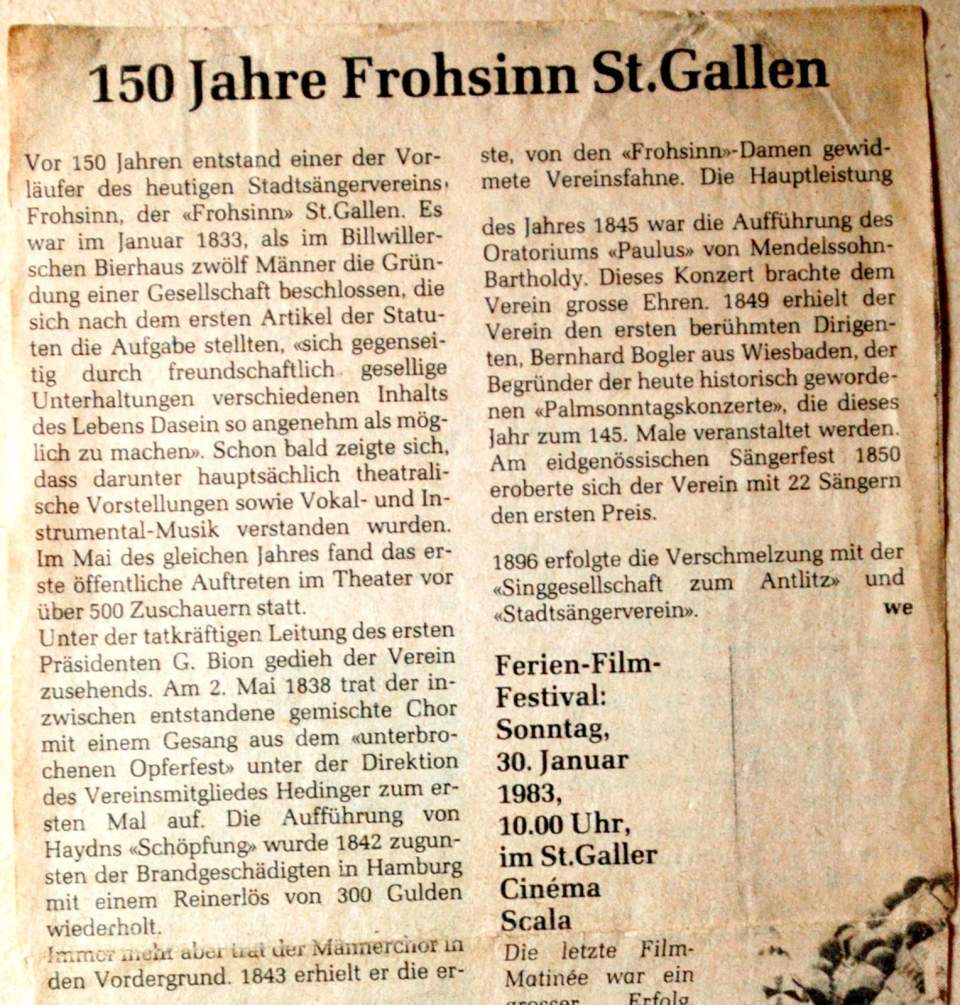 150 Jahre Frohsinn St.Gallen
Vor 150 Jahren entstand einer der Vor-
läufer des heutigen Stadtsängervereins,
Frohsinn, der «Frohsinn» St.Gallen. Es
war im Januar 1833, als im Billwiller-
schen Bierhaus zwölf Männer die Grün-
dung einer Gesellschaft beschlossen, die
sich nach dem ersten Artikel der Statu-
ten die Aufgabe stellten, «sich gegensei-
tig durch freundschaftlich gesellige
Unterhaltungen verschiedenen Inhalts
des Lebens Dasein so angenehm als mög-
lich zu machen». Schon bald zeigte sich,
dass darunter hauptsächlich theatrali-
sche Vorstellungen sowie Vokal- und In-
strumental-Musik verstanden wurden.
Im Mai des gleichen Jahres fand das er-
ste öffentliche Auftreten im Theater vor
über 500 Zuschauern statt.
Unter der tatkräftigen Leitung des ersten
Präsidenten G. Bion gedieh der Verein
zusehends. Am 2. Mai 1838 trat der in-
zwischen entstandene gemischte Chor
mit einem Gesang aus dem «unterbro-
chenen Opferfest» unter der Direktion
des Vereinsmitgliedes Hedinger zum er-
sten Mal auf. Die Aufführung von
Haydns «Schöpfung» wurde 1842 zugun-
sten der Brandgeschädigten in Hamburg
mit einem Reinerlös von 300 Gulden
wiederholt.
Immer mehr aber trat der Männerchor in
den Vordergrund. 1843 erhielt er die er-
ste, von den «Frohsinn»-Damen gewid-
mete Vereinsfahne. Die Hauptleistung
des Jahres 1845 war die Aufführung des
Oratoriums «Paulus» von Mendelssohn-
Bartholdy. Dieses Konzert brachte dem
Verein grosse Ehren. 1849 erhielt der
Verein den ersten berühmten Dirigen-
ten, Bernhard Bogler aus Wiesbaden, der
Begründer der heute historisch geworde-
nen «Palmsonntagskonzerte», die dieses
Jahr zum 145. Male veranstaltet werden.
Am eidgenössischen Sängerfest 1850
eroberte sich der Verein mit 22 Sängern
den ersten Preis.
1896 erfolgte die Verschmelzung mit der
«Singgesellschaft zum Antlitz» und
«Stadtsängerverein». we
Ferien-Film-
Festival:
Sonntag,
30. Januar
1983,
10.00 Uhr,
im St.Galler
Cinéma
Scala
Die letzte Film-
Matinée war ein
grosser Erfolg